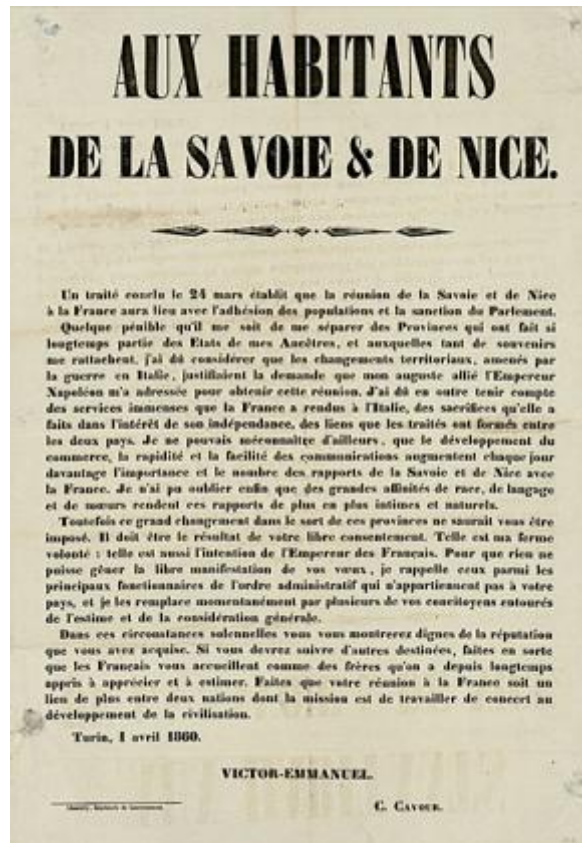 AUX HABITANTS
DE LA SAVOIE & DE NICE.
Un traité conclu le 24 mars établit que la réunion de la Savoie et de Nice
à la France aura lieu avec l'adhésion des populations et la sanction du Parlement.
Quelque pénible qu'il me soit de me séparer des Provinces qui ont fait si
longtemps partie des Etats de mes Ancêtres, et auxquelles tant de souvenirs
me rattachent, j'ai dû considérer que les changements territoriaux, amenés par
la guerre en Italie, justifiaient la demande que mon auguste allié l'Empereur
Napoléon m'a adressée pour obtenir cette réunion. J'ai dû en outre tenir compte
des services immenses que la France a rendus à l'Italie, des sacrifices qu'elle a
faits dans l'intérêt de son indépendance, des liens que les traités ont formés entre
les deux pays. Je ne pouvais méconnaître d'ailleurs, que le développement du
commerce, la rapidité et la facilité des communications augmentent chaque jour
davantage l'importance et le nombre des rapports de la Savoie et de Nice avec
la France. Je n'ai pu oublier enfin que des grandes affinités de race, de langage
et de mœurs rendent ces rapports de plus en plus intimes et naturels.
Toutefois ce grand changement dans le sort de ces provinces ne saurait vous être
imposé. Il doit être le résultat de votre libre consentement. Telle est ma ferme
volonté : telle est aussi l'intention de l'Empereur des Français. Pour que rien ne
puisse gêner la libre manifestation de vos vœux, je rappelle ceux parmi les
principaux fonctionnaires de l'ordre administratif qui n'appartiennent pas à votre
pays, et je les remplace momentanément par plusieurs de vos concitoyens entourés
de l'estime et de la considération générale.
Dans ces circonstances solennelles vous vous montrerez dignes de la réputation
que vous avez acquise. Si vous devrez suivre d'autres destinées, faites en sorte
que les Français vous accueillent comme des frères qu'on a depuis longtemps
appris à apprécier et à estimer. Faites que votre réunion à la France soit un
lien de plus entre deux nations dont la mission est de travailler de concert au
développement de la civilisation.
Turin, 1 avril 1860.
VICTOR-EMMANUEL.
C. CAVOUR.